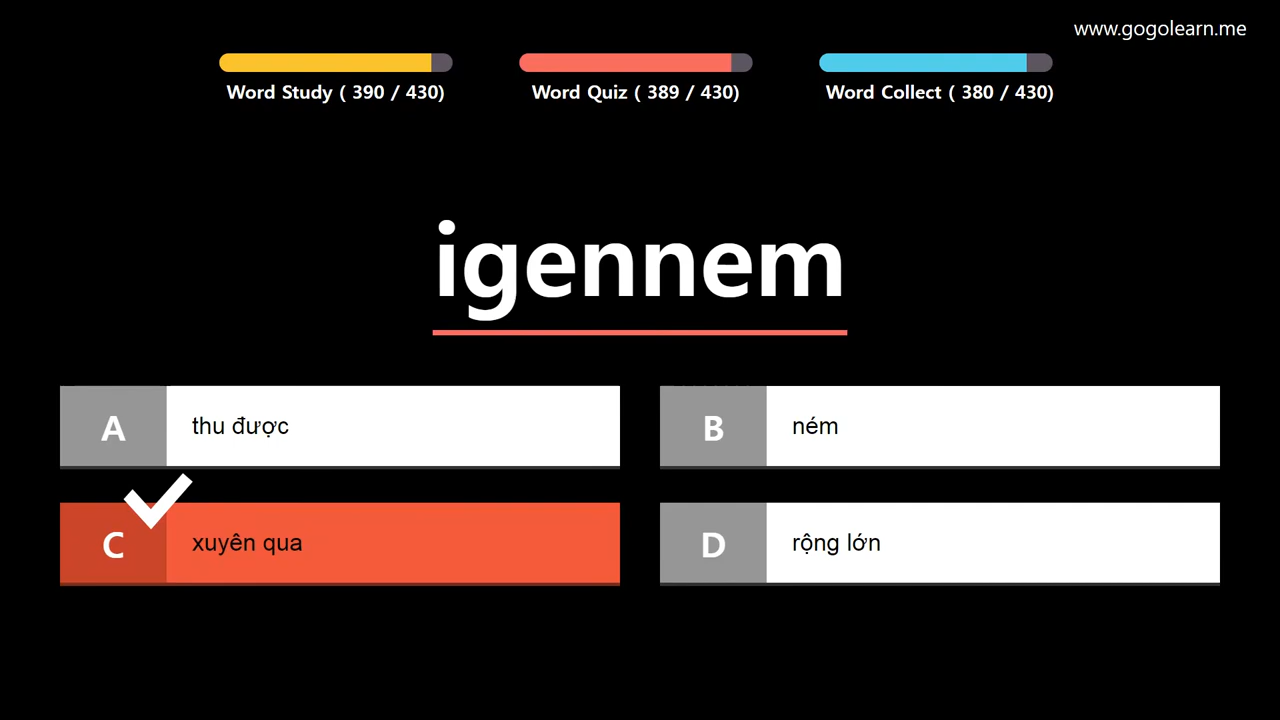 www.gogolearn.me
Word Study ( 390 / 430)
Word Quiz ( 389 / 430)
Word Collect ( 380 / 430)
igennem
A
thu được
B
ném
C
xuyên qua
D
rộng lớn